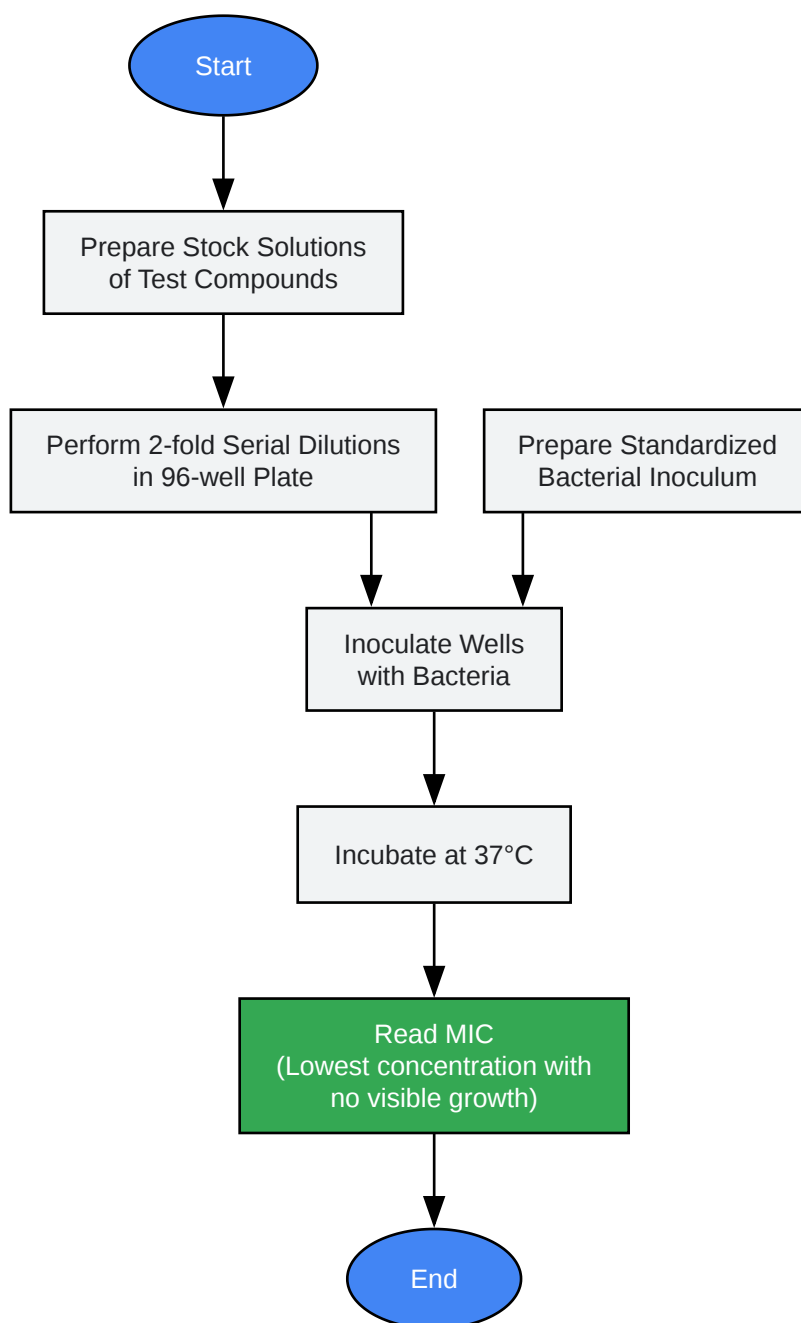 Start
Prepare Stock Solutions
of Test Compounds
Perform 2-fold Serial Dilutions
in 96-well Plate
Prepare Standardized
Bacterial Inoculum
Inoculate Wells
with Bacteria
Incubate at 37°C
Read MIC
(Lowest concentration with
no visible growth)
End